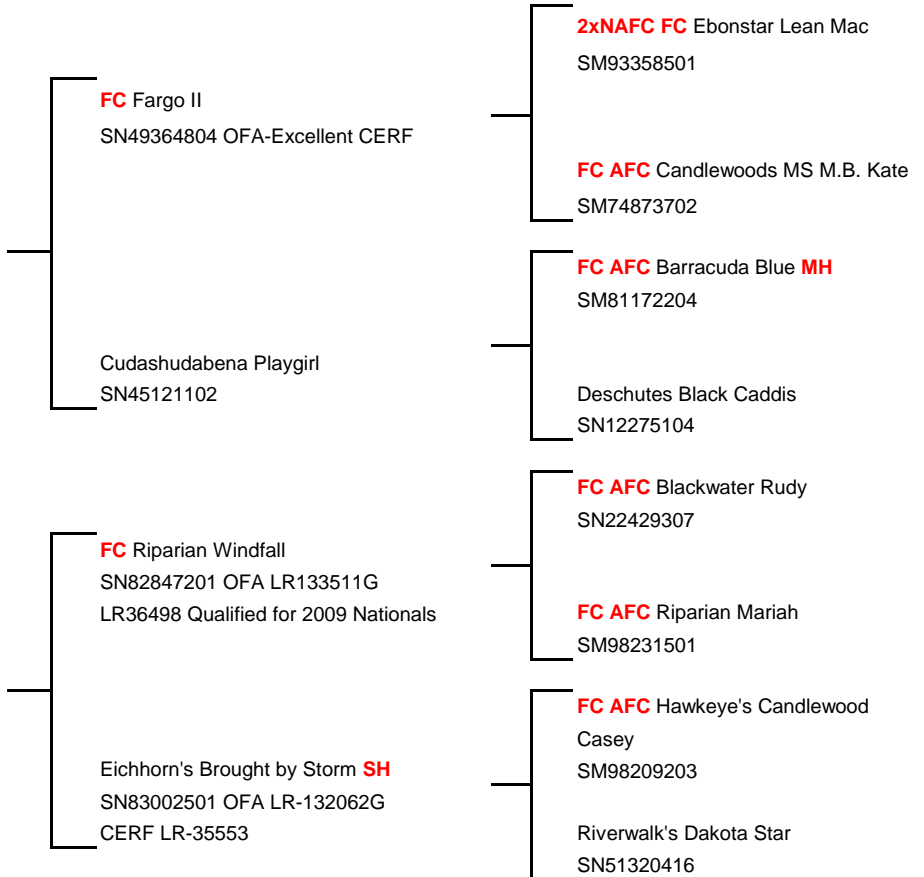 FC Fargo II
SN49364804 OFA-Excellent CERF
Cudashudabena Playgirl
SN45121102
FC Riparian Windfall
SN82847201 OFA LR133511G
LR36498 Qualified for 2009 Nationals
Eichhorn's Brought by Storm SH
SN83002501 OFA LR-132062G
CERF LR-35553
2xNAFC FC Ebonstar Lean Mac
SM93358501
FC AFC Candlewoods MS M.B. Kate
SM74873702
FC AFC Barracuda Blue MH
SM81172204
Deschutes Black Caddis
SN12275104
FC AFC Blackwater Rudy
SN22429307
FC AFC Riparian Mariah
SM98231501
FC AFC Hawkeye's Candlewood
Casey
SM98209203
Riverwalk's Dakota Star
SN51320416